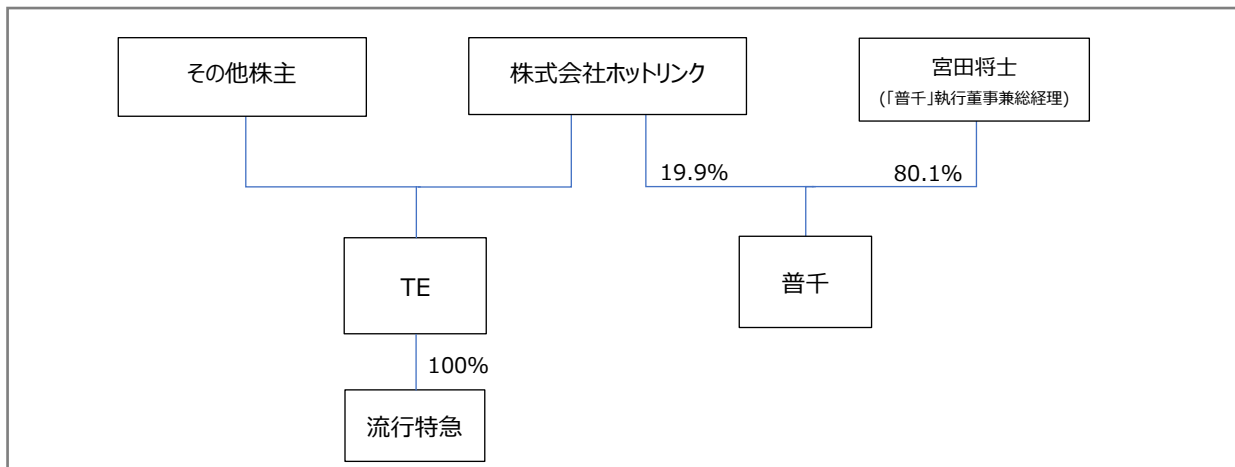 その他株主
株式会社ホットリンク
宮田将士
(「普千」執行董事兼総経理)
19.9%
80.1%
TE
普千
100%
流行特急